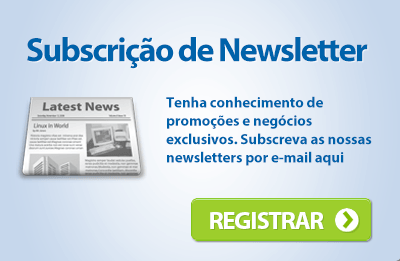 Subscrição de Newsletter
Latest News
Linux in World
Tenha conhecimento de
promoções e negócios
exclusivos. Subscreva as nossas
newsletters por e-mail aqui
REGISTRAR